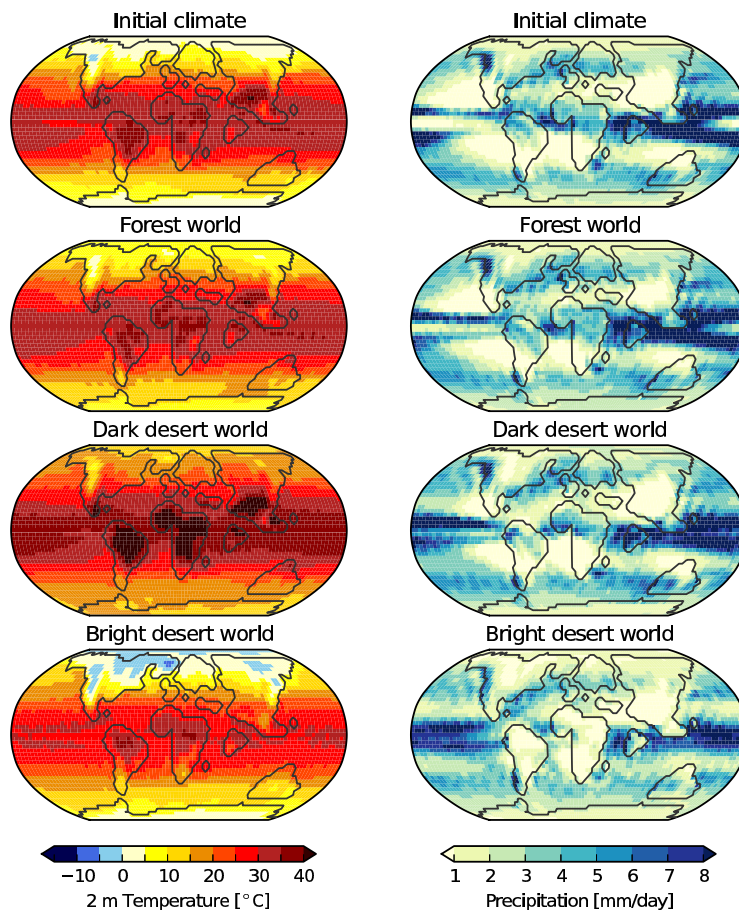 Initial climate
Initial climate
Forest world
Forest world
Dark desert world
Dark desert world
Bright desert world
Bright desert world
−10 0 10 20 30 40
1 2 3 4 5 6 7 8
2 m Temperature [°C]
Precipitation [mm/day]